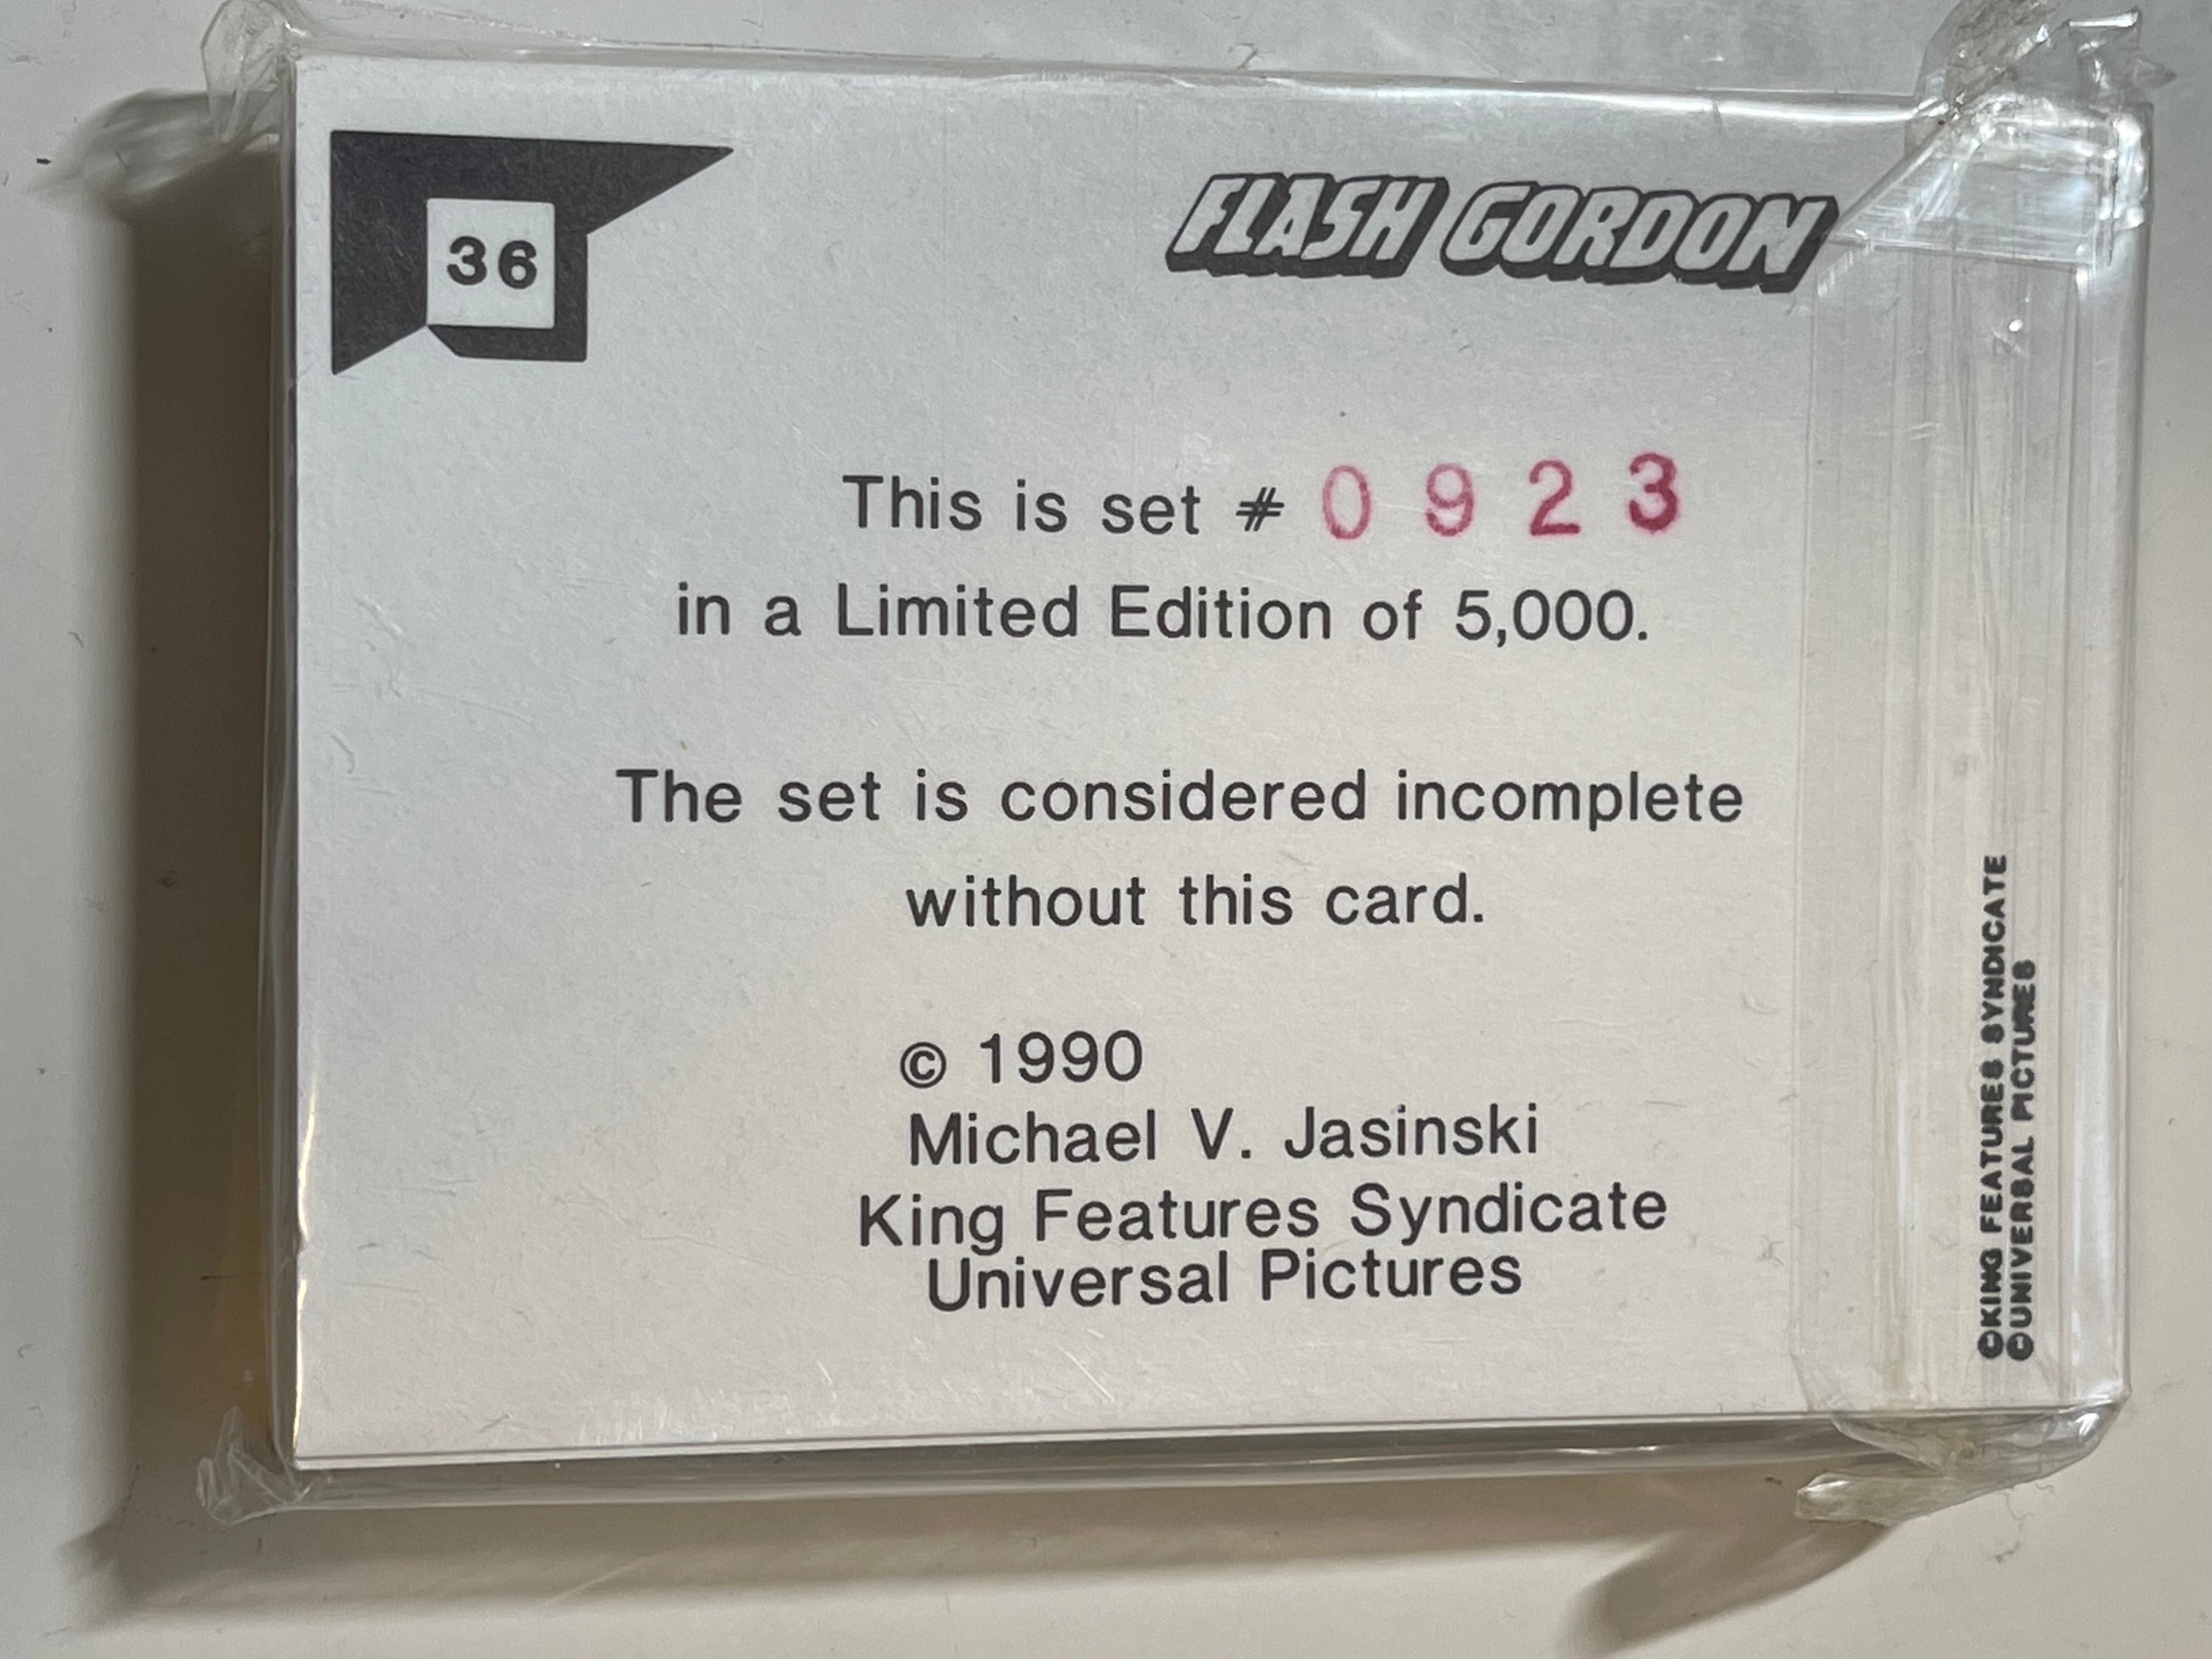 36
FLASH GORDON
This is set # 0923
in a Limited Edition of 5,000.
The set is considered incomplete
without this card.
© 1990
Michael V. Jasinski
King Features Syndicate
Universal Pictures
©KING FEATURES SYNDICATE
©UNIVERSAL PICTURES